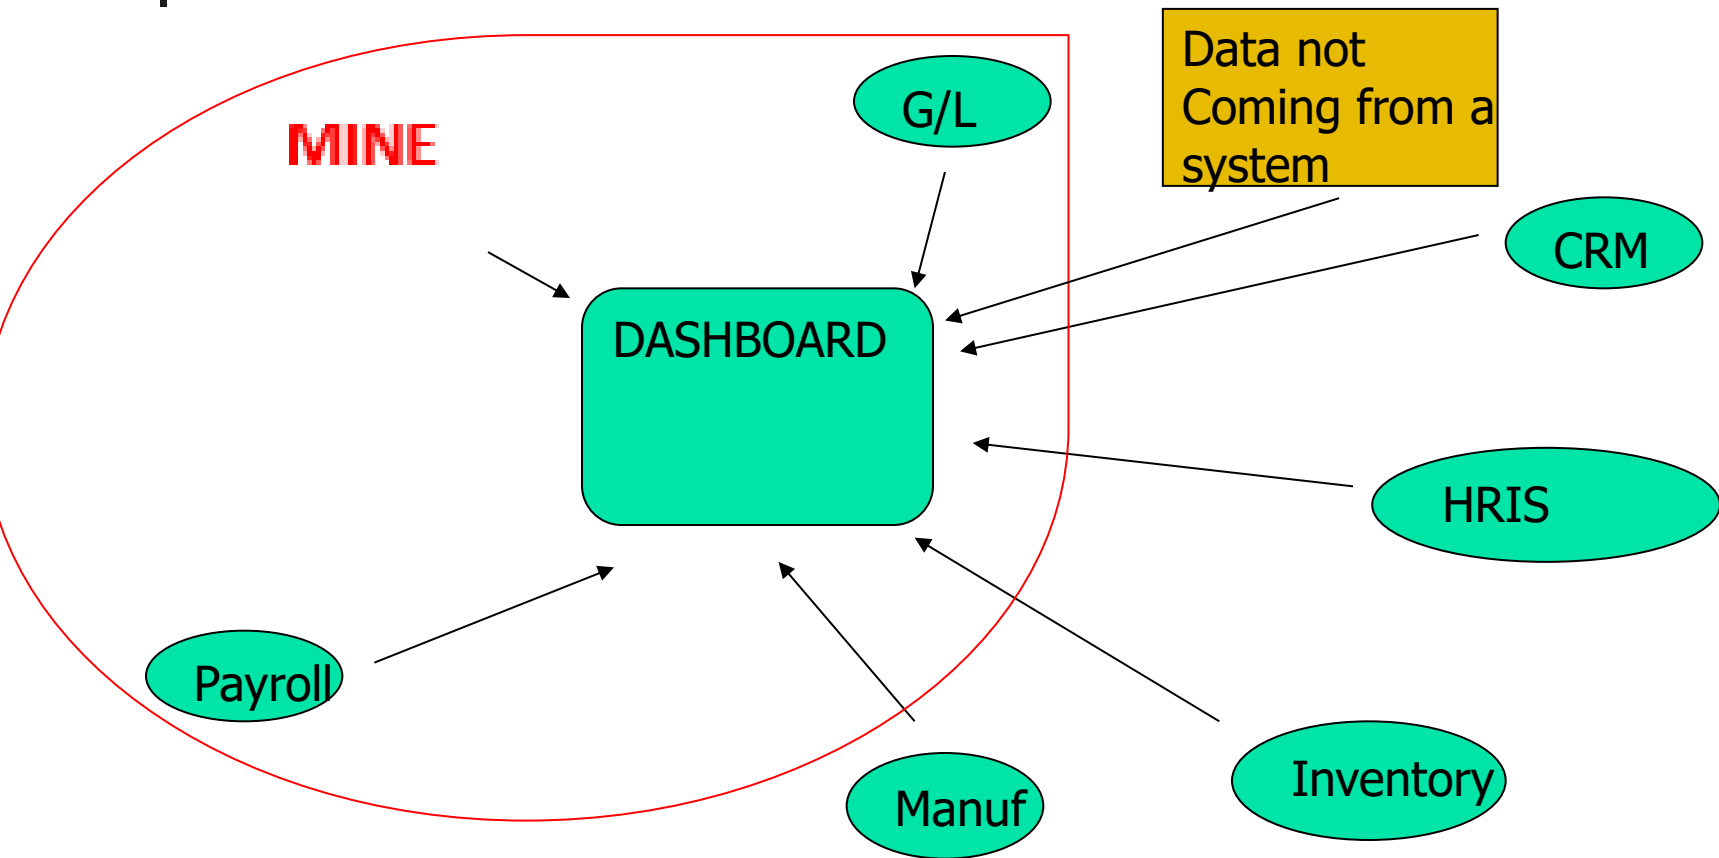 MINE
G/L
Data not
Coming from a
system
CRM
DASHBOARD
HRIS
Payroll
Manuf
Inventory